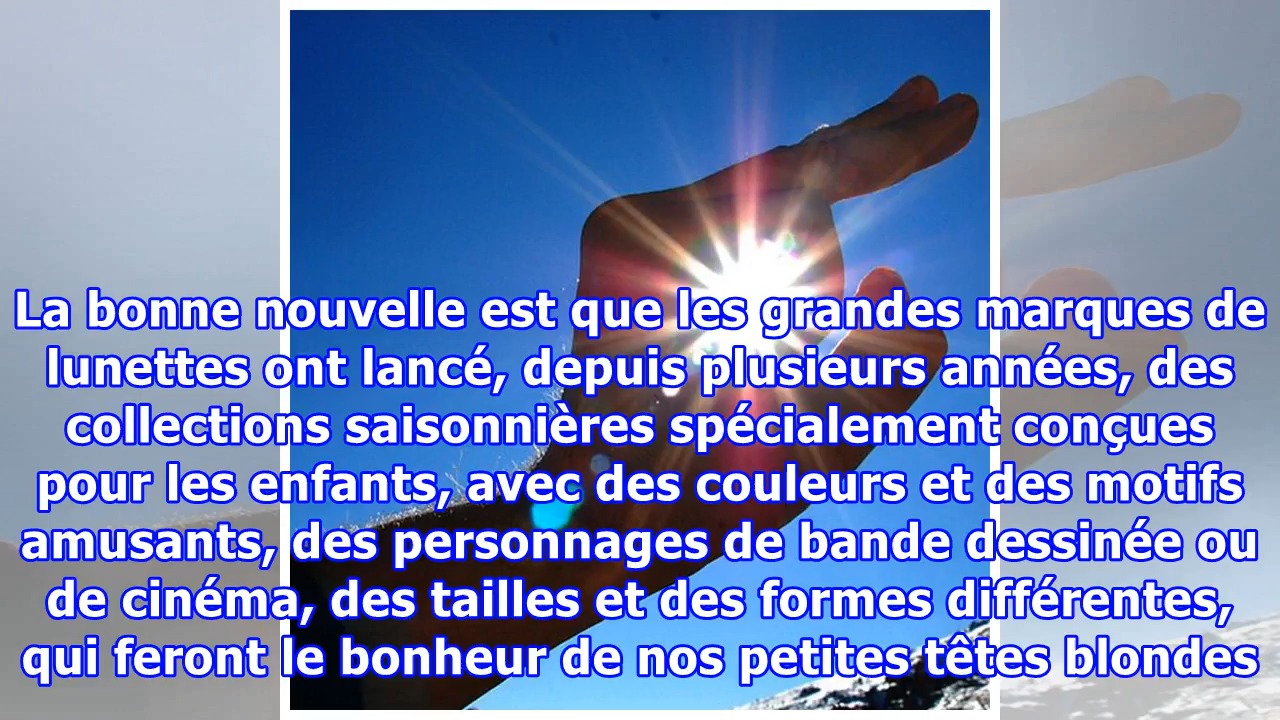 La bonne nouvelle est que les grandes marques de
lunettes ont lancé, depuis plusieurs années, des
collections saisonnières spécialement conçues
pour les enfants, avec des couleurs et des motifs
amusants, des personnages de bande dessinée ou
de cinéma, des tailles et des formes différentes,
qui feront le bonheur de nos petites têtes blondes